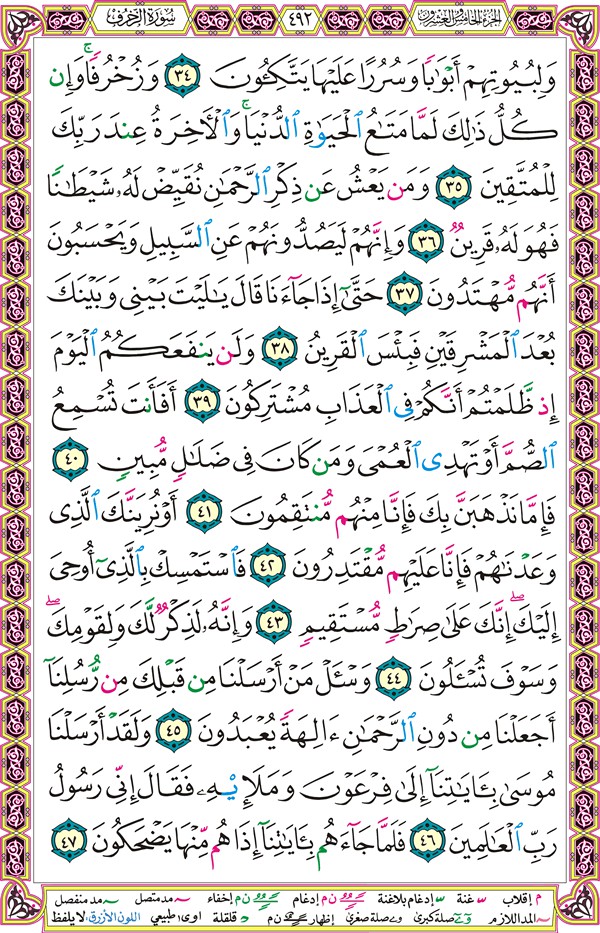 الجزء الخامس والعشرون
٤٩٢
سورة الزخرف
وَلِبُيُوتِهِمْ أَبْوَٰبًا وَسُرُرًا عَلَيْهَا يَتَّكِـُٔونَ ٣٤ وَزُخْرُفًا ۚ وَإِن
كُلُّ ذَٰلِكَ لَمَّا مَتَـٰعُ ٱلْحَيَوٰةِ ٱلدُّنْيَا ۚ وَٱلْـَٔاخِرَةُ عِندَ رَبِّكَ
لِلْمُتَّقِينَ ٣٥ وَمَن يَعْشُ عَن ذِكْرِ ٱلرَّحْمَـٰنِ نُقَيِّضْ لَهُۥ شَيْطَـٰنًا
فَهُوَ لَهُۥ قَرِينٌ ٣٦ وَإِنَّهُمْ لَيَصُدُّونَهُمْ عَنِ ٱلسَّبِيلِ وَيَحْسَبُونَ
أَنَّهُم مُّهْتَدُونَ ٣٧ حَتَّىٰٓ إِذَا جَآءَنَا قَالَ يَـٰلَيْتَ بَيْنِى وَبَيْنَكَ
بُعْدَ ٱلْمَشْرِقَيْنِ فَبِئْسَ ٱلْقَرِينُ ٣٨ وَلَن يَنفَعَكُمُ ٱلْيَوْمَ
إِذ ظَّلَمْتُمْ أَنَّكُمْ فِى ٱلْعَذَابِ مُشْتَرِكُونَ ٣٩ أَفَأَنتَ تُسْمِعُ
ٱلصُّمَّ أَوْ تَهْدِى ٱلْعُمْىَ وَمَن كَانَ فِى ضَلَـٰلٍ مُّبِينٍ ٤٠
فَإِمَّا نَذْهَبَنَّ بِكَ فَإِنَّا مِنْهُم مُّنتَقِمُونَ ٤١ أَوْ نُرِيَنَّكَ ٱلَّذِى
وَعَدْنَـٰهُمْ فَإِنَّا عَلَيْهِم مُّقْتَدِرُونَ ٤٢ فَٱسْتَمْسِكْ بِٱلَّذِىٓ أُوحِىَ
إِلَيْكَ ۖ إِنَّكَ عَلَىٰ صِرَٰطٍ مُّسْتَقِيمٍ ٤٣ وَإِنَّهُۥ لَذِكْرٌ لَّكَ وَلِقَوْمِكَ ۖ
وَسَوْفَ تُسْـَٔلُونَ ٤٤ وَسْـَٔلْ مَنْ أَرْسَلْنَا مِن قَبْلِكَ مِن رُّسُلِنَآ
أَجَعَلْنَا مِن دُونِ ٱلرَّحْمَـٰنِ ءَالِهَةً يُعْبَدُونَ ٤٥ وَلَقَدْ أَرْسَلْنَا
مُوسَىٰ بِـَٔايَـٰتِنَآ إِلَىٰ فِرْعَوْنَ وَمَلَإِي۟هِۦ فَقَالَ إِنِّى رَسُولُ
رَبِّ ٱلْعَـٰلَمِينَ ٤٦ فَلَمَّا جَآءَهُم بِـَٔايَـٰتِنَآ إِذَا هُم مِّنْهَا يَضْحَكُونَ ٤٧
م إقلاب غنة إدغام بلاغنة ن م إدغام ن م إخفاء مد متصل مد منفصل
المد اللازم صلة كبرى صلة صغرى إظهار ن م قلقلة اوى طبيعي اللون الأزرق لا يلفظ